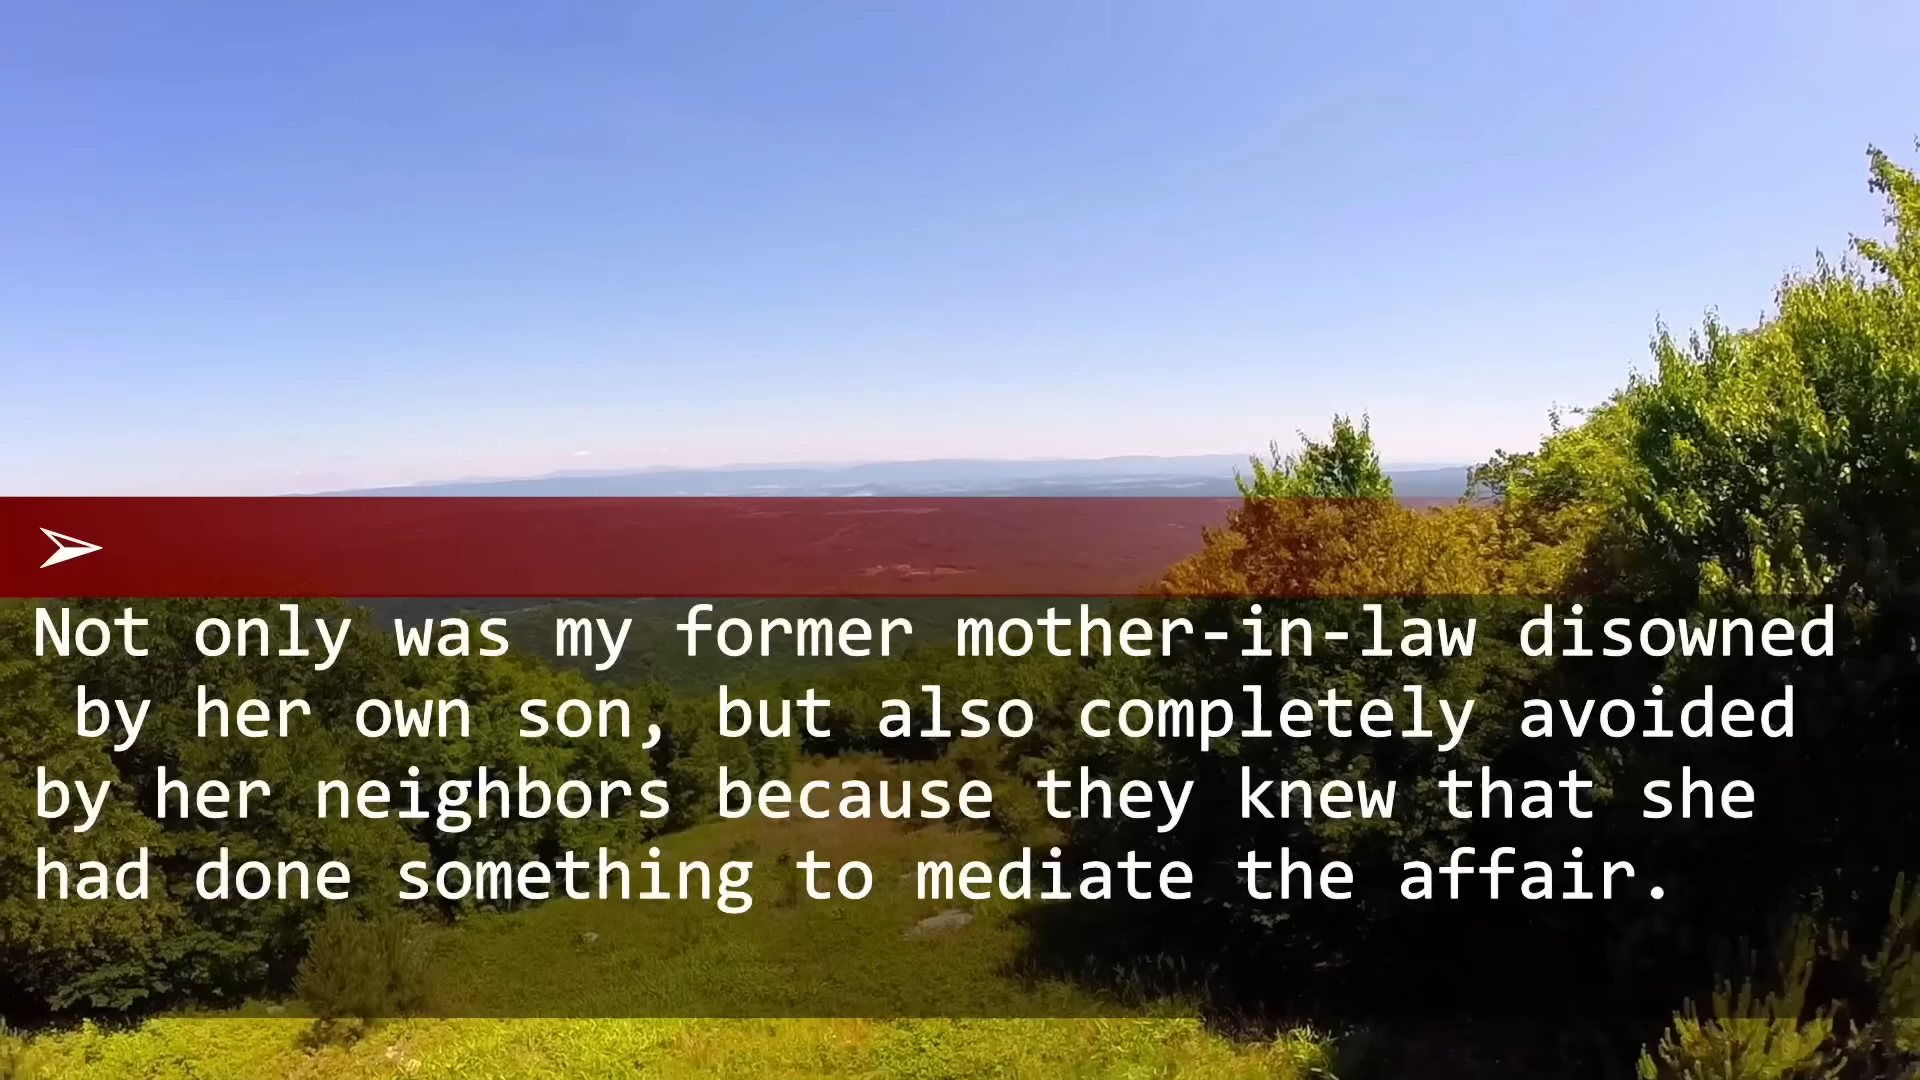 Not only was my former mother-in-law disowned
by her own son, but also completely avoided
by her neighbors because they knew that she
had done something to mediate the affair.